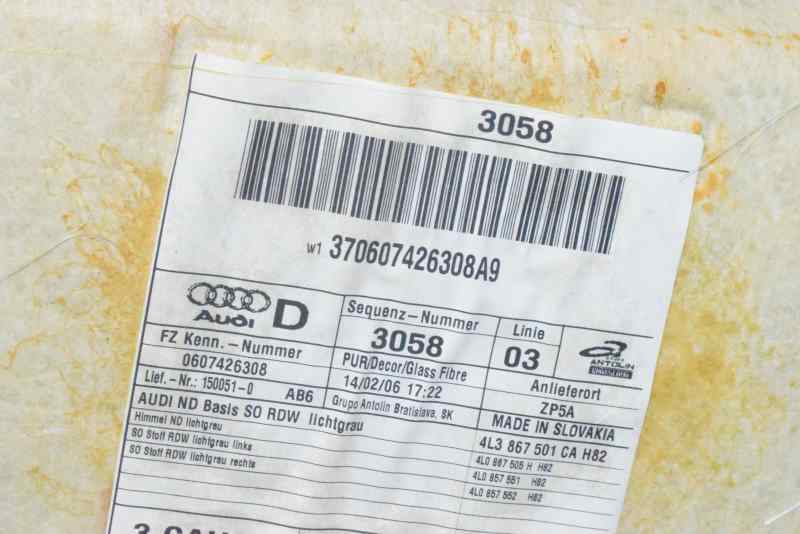 3058
W1 370607426308A9
Audi D
Sequenz-Nummer
3058
Linie
03
ANTOLIN
FZ Kenn.-Nummer
0607426308
PUR/Decor/Glass Fibre
14/02/06 17:22
Anlieferort
ZP5A
Lief.-Nr.: 150051-0 AB6
Grupo Antolin Bratislava, SK
MADE IN SLOVAKIA
AUDI ND Basis SO RDW lichtgrau
4L3 867 501 CA H82
Himmel ND lichtgrau
4L0 867 505 H H82
SO Stoff RDW lichtgrau links
4L0 857 551 H82
SO Stoff RDW lichtgrau rechts
4L0 857 552 H82